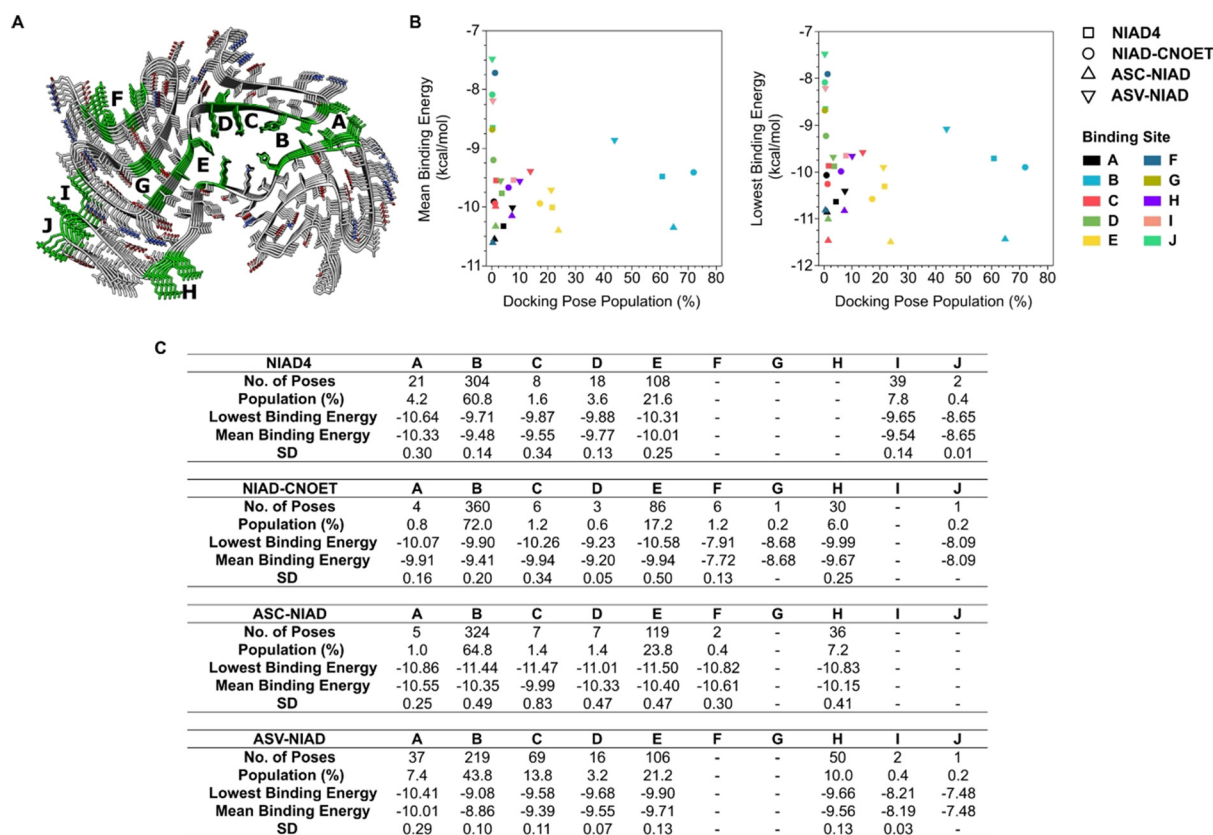 A
F
D
C
A
B
E
G
I
J
H
B
-7
-8
-9
-10
-11
Mean Binding Energy
(kcal/mol)
0 10 20 30 40 50 60 70 80
Docking Pose Population (%)
-7
-8
-9
-10
-11
-12
Lowest Binding Energy
(kcal/mol)
0 10 20 30 40 50 60 70 80
Docking Pose Population (%)
NIAD4
NIAD-CNOET
ASC-NIAD
ASV-NIAD
Binding Site
A F
B G
C H
D I
E J
C
NIAD4 A B C D E F G H I J
No. of Poses 21 304 8 18 108 - - - 39 2
Population (%) 4.2 60.8 1.6 3.6 21.6 - - - 7.8 0.4
Lowest Binding Energy -10.64 -9.71 -9.87 -9.88 -10.31 - - - -9.65 -8.65
Mean Binding Energy -10.33 -9.48 -9.55 -9.77 -10.01 - - - -9.54 -8.65
SD 0.30 0.14 0.34 0.13 0.25 - - - 0.14 0.01
NIAD-CNOET A B C D E F G H I J
No. of Poses 4 360 6 3 86 6 1 30 - 1
Population (%) 0.8 72.0 1.2 0.6 17.2 1.2 0.2 6.0 - 0.2
Lowest Binding Energy -10.07 -9.90 -10.26 -9.23 -10.58 -7.91 -8.68 -9.99 - -8.09
Mean Binding Energy -9.91 -9.41 -9.94 -9.20 -9.94 -7.72 -8.68 -9.67 - -8.09
SD 0.16 0.20 0.34 0.05 0.50 0.13 - 0.25 - -
ASC-NIAD A B C D E F G H I J
No. of Poses 5 324 7 7 119 2 - 36 - -
Population (%) 1.0 64.8 1.4 1.4 23.8 0.4 - 7.2 - -
Lowest Binding Energy -10.86 -11.44 -11.47 -11.01 -11.50 -10.82 - -10.83 - -
Mean Binding Energy -10.55 -10.35 -9.99 -10.33 -10.40 -10.61 - -10.15 - -
SD 0.25 0.49 0.83 0.47 0.47 0.30 - 0.41 - -
ASV-NIAD A B C D E F G H I J
No. of Poses 37 219 69 16 106 - - 50 2 1
Population (%) 7.4 43.8 13.8 3.2 21.2 - - 10.0 0.4 0.2
Lowest Binding Energy -10.41 -9.08 -9.58 -9.68 -9.90 - - -9.66 -8.21 -7.48
Mean Binding Energy -10.01 -8.86 -9.39 -9.55 -9.71 - - -9.56 -8.19 -7.48
SD 0.29 0.10 0.11 0.07 0.13 - - 0.13 0.03 -